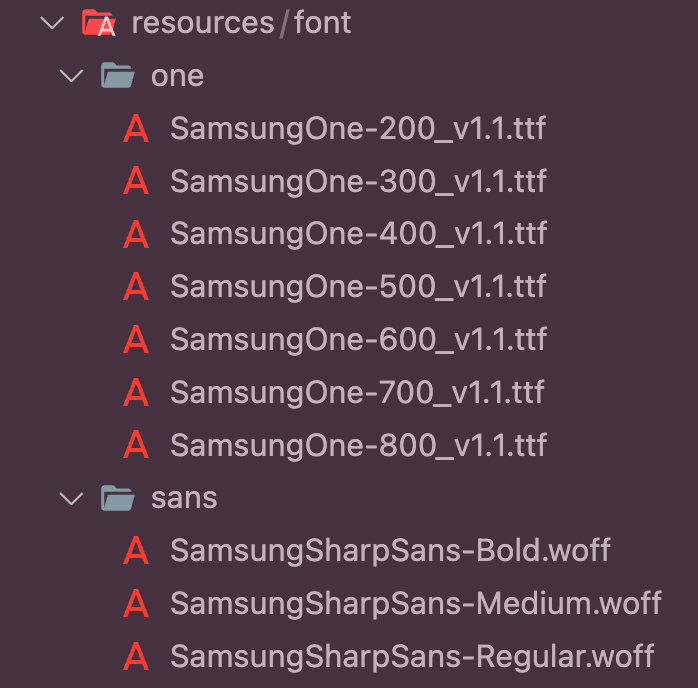 resources/font
one
A SamsungOne-200_v1.1.ttf
A SamsungOne-300_v1.1.ttf
A SamsungOne-400_v1.1.ttf
A SamsungOne-500_v1.1.ttf
A SamsungOne-600_v1.1.ttf
A SamsungOne-700_v1.1.ttf
A SamsungOne-800_v1.1.ttf
sans
A SamsungSharpSans-Bold.woff
A SamsungSharpSans-Medium.woff
A SamsungSharpSans-Regular.woff